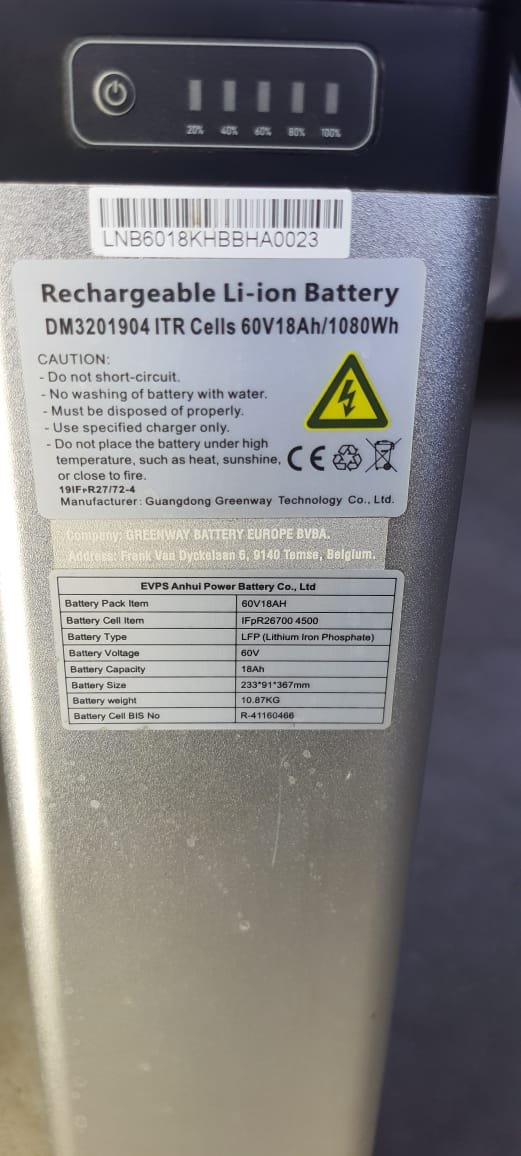 20% 40% 60% 80% 100%
LNB6018KHBBHA0023
Rechargeable Li-ion Battery
DM3201904 ITR Cells 60V18Ah/1080Wh
CAUTION:
- Do not short-circuit.
- No washing of battery with water.
- Must be disposed of properly.
- Use specified charger only.
- Do not place the battery under high
temperature, such as heat, sunshine,
or close to fire.
19IFpR27/72-4
Manufacturer: Guangdong Greenway Technology Co., Ltd.
CE
Company: GREENWAY BATTERY EUROPE BVBA.
Address: Frank Van Dyckelaan 6, 9140 Temse, Belgium.
EVPS Anhui Power Battery Co., Ltd
Battery Pack Item 60V18AH
Battery Cell Item IFpR26700 4500
Battery Type LFP (Lithium Iron Phosphate)
Battery Voltage 60V
Battery Capacity 18Ah
Battery Size 233*91*367mm
Battery weight 10.87KG
Battery Cell BIS No R-41160466